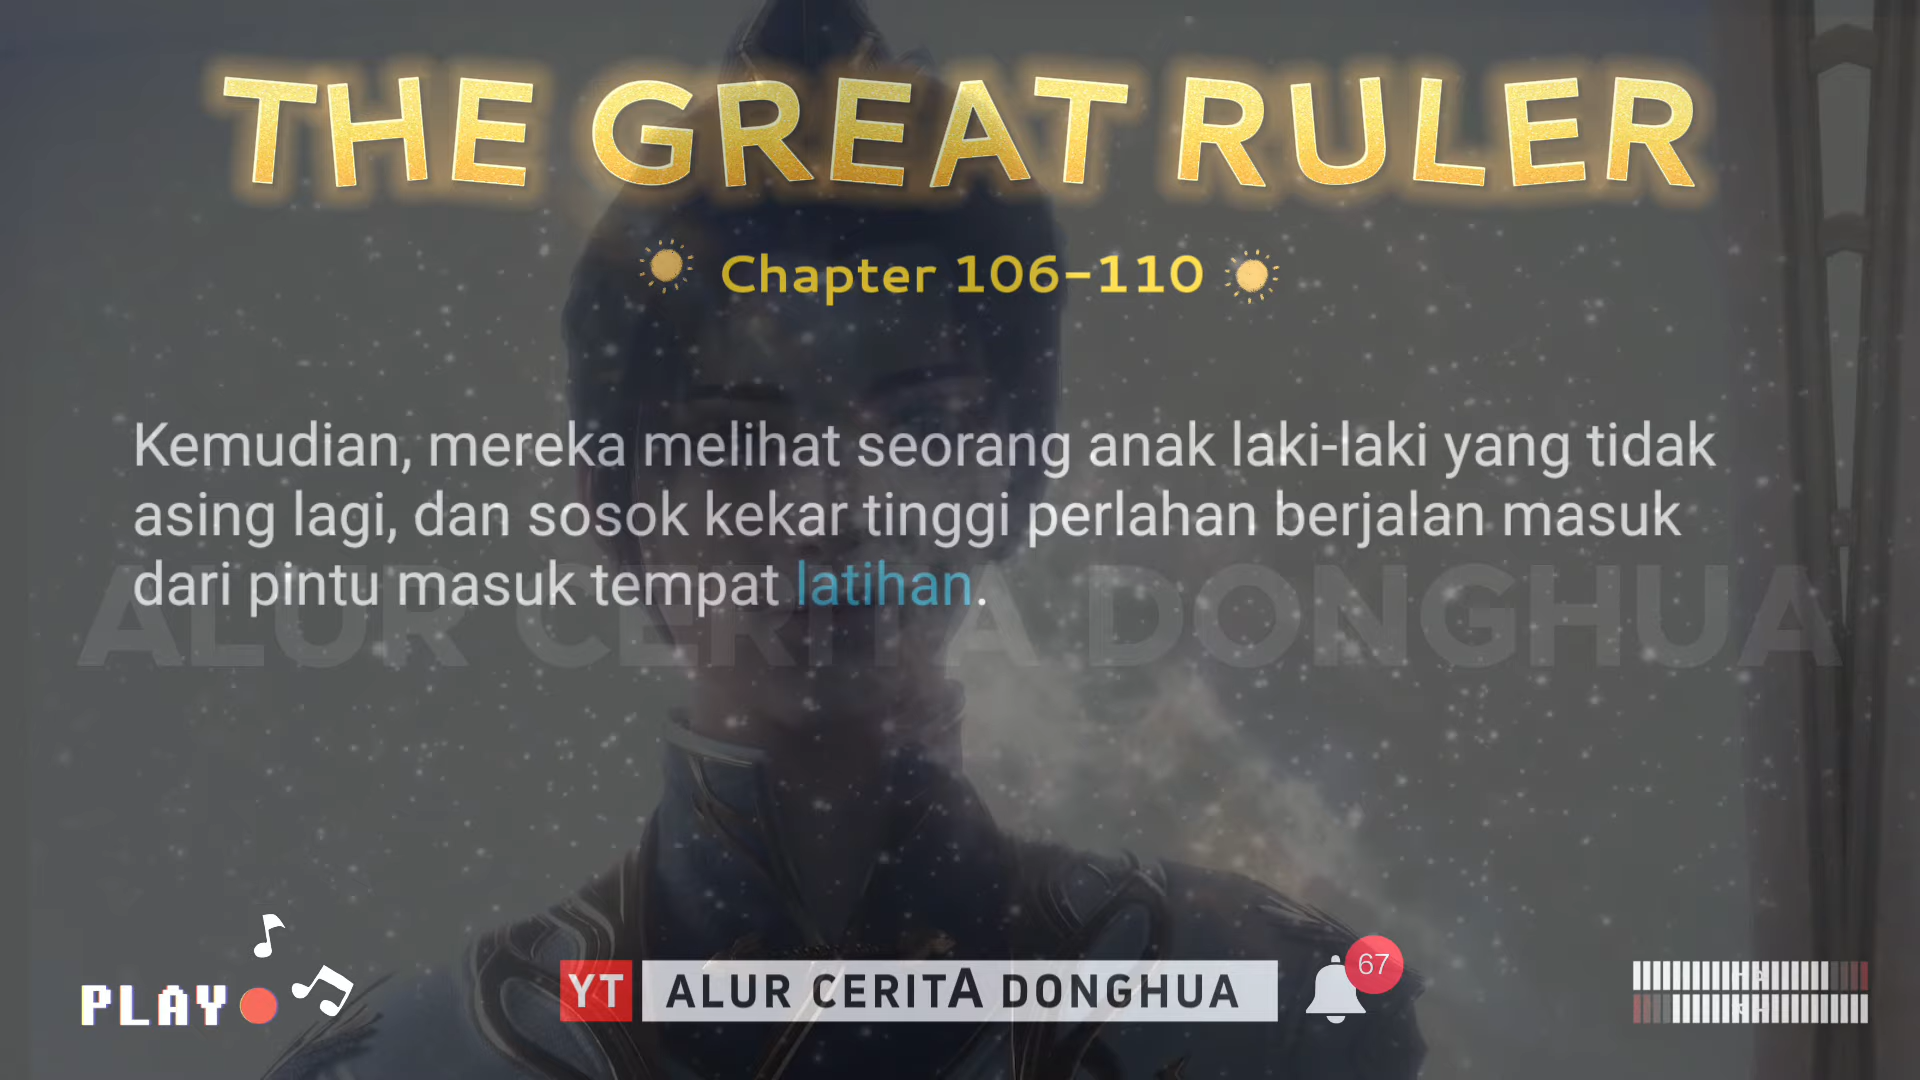 THE GREAT RULER
Chapter 106-110
Kemudian, mereka melihat seorang anak laki-laki yang tidak
asing lagi, dan sosok kekar tinggi perlahan berjalan masuk
dari pintu masuk tempat latihan.
ALUR CERITA DONGHUA
PLAY
YT ALUR CERITA DONGHUA
67